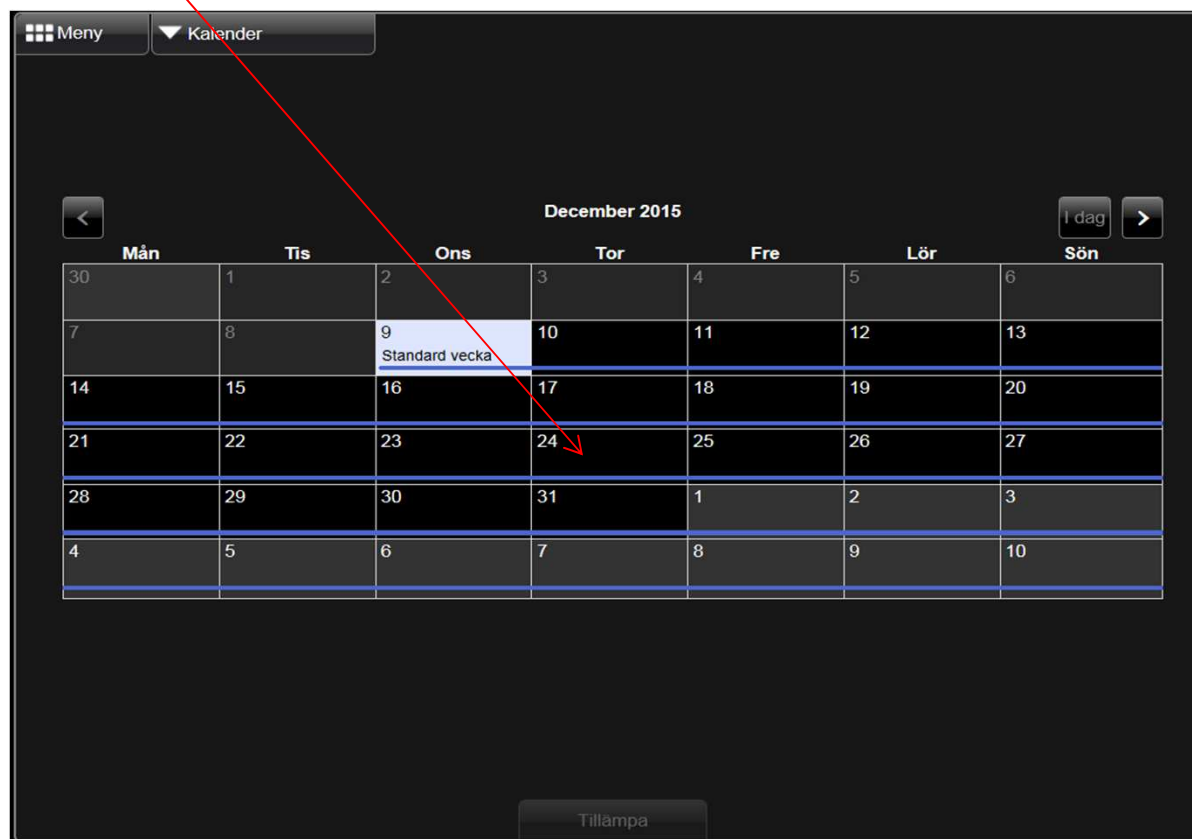 Meny Kalender
< December 2015 I dag >
Mån Tis Ons Tor Fre Lör Sön
30 1 2 3 4 5 6
7 8 9 10 11 12 13
Standard vecka
14 15 16 17 18 19 20
21 22 23 24 25 26 27
28 29 30 31 1 2 3
4 5 6 7 8 9 10
Tillämpa